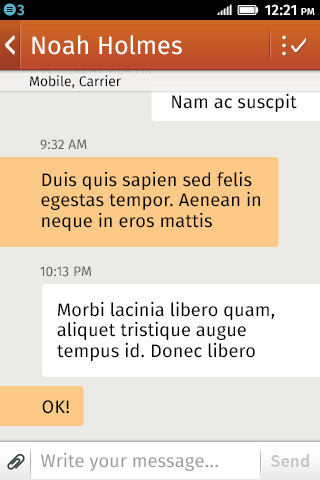 3
12:21 PM
Noah Holmes
Mobile, Carrier
Nam ac suscpit
9:32 AM
Duis quis sapien sed felis
egestas tempor. Aenean in
neque in eros mattis
10:13 PM
Morbi lacinia libero quam,
aliquet tristique augue
tempus id. Donec libero
OK!
Write your message...
Send